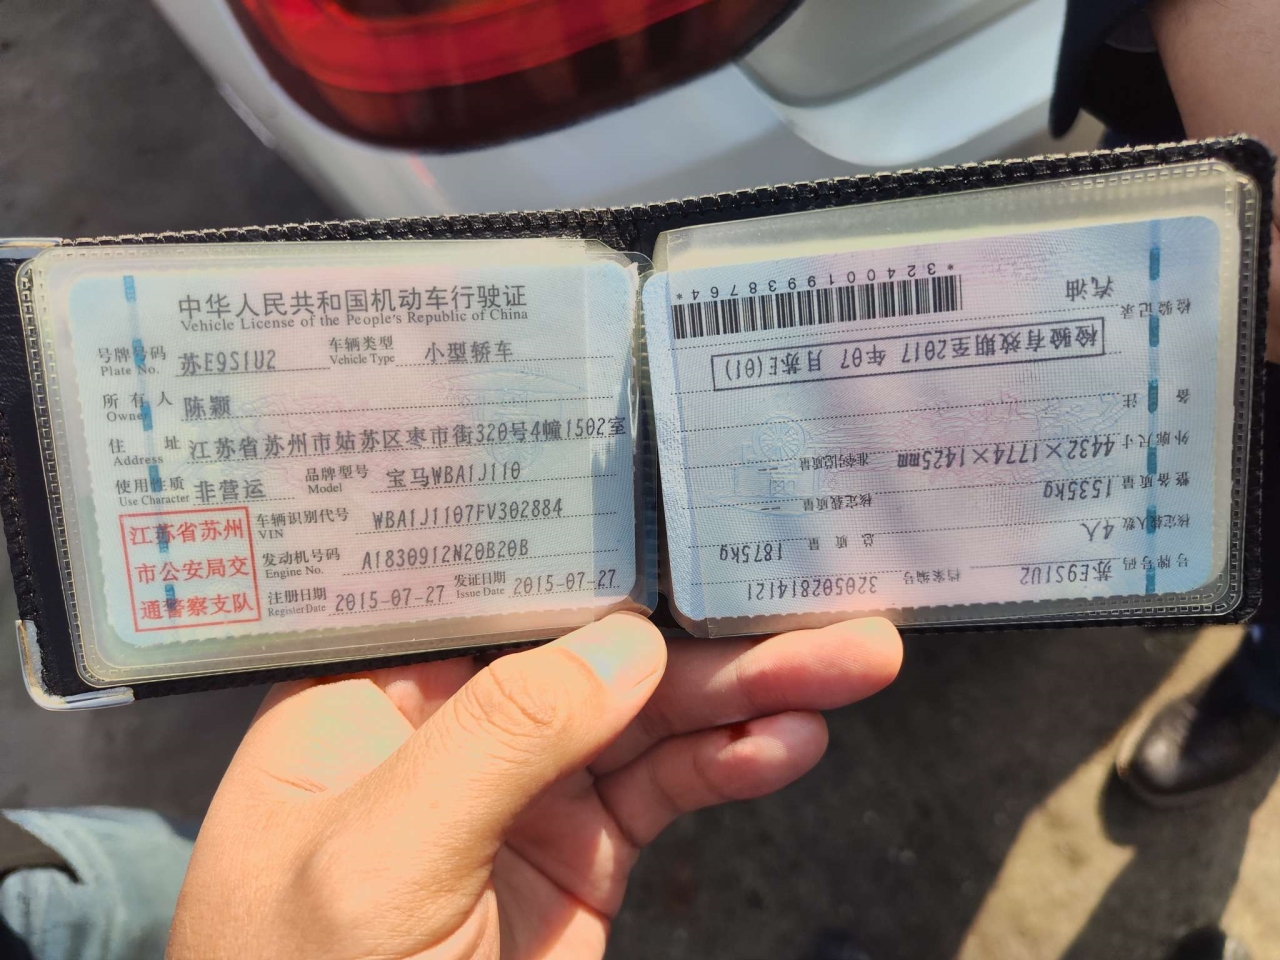 中华人民共和国机动车行驶证
Vehicle License of the People's Republic of China
号牌号码 Plate No. 苏E9S1U2 车辆类型 Vehicle Type 小型轿车
所有人 Owner 陈颖
住址 Address 江苏省苏州市姑苏区枣市街320号4幢1502室
使用性质 Use Character 非营运 品牌型号 Model 宝马WBA1J110
车辆识别代号 VIN WBA1J1107FV302884
发动机号码 Engine No. A1830912N20B20B
注册日期 Register Date 2015-07-27 发证日期 Issue Date 2015-07-27
江苏省苏州
市公安局交
通警察支队
号牌号码 苏E9S1U2 档案编号 320502814121
核定载人数 4人 总质量 1875kg
整备质量 1535kg 核定载质量 --
外廓尺寸 4432×1774×1425mm 准牵引总质量 --
备注
检验有效期至2017年07月苏E(01)
检验记录
汽油
*3240019938764*